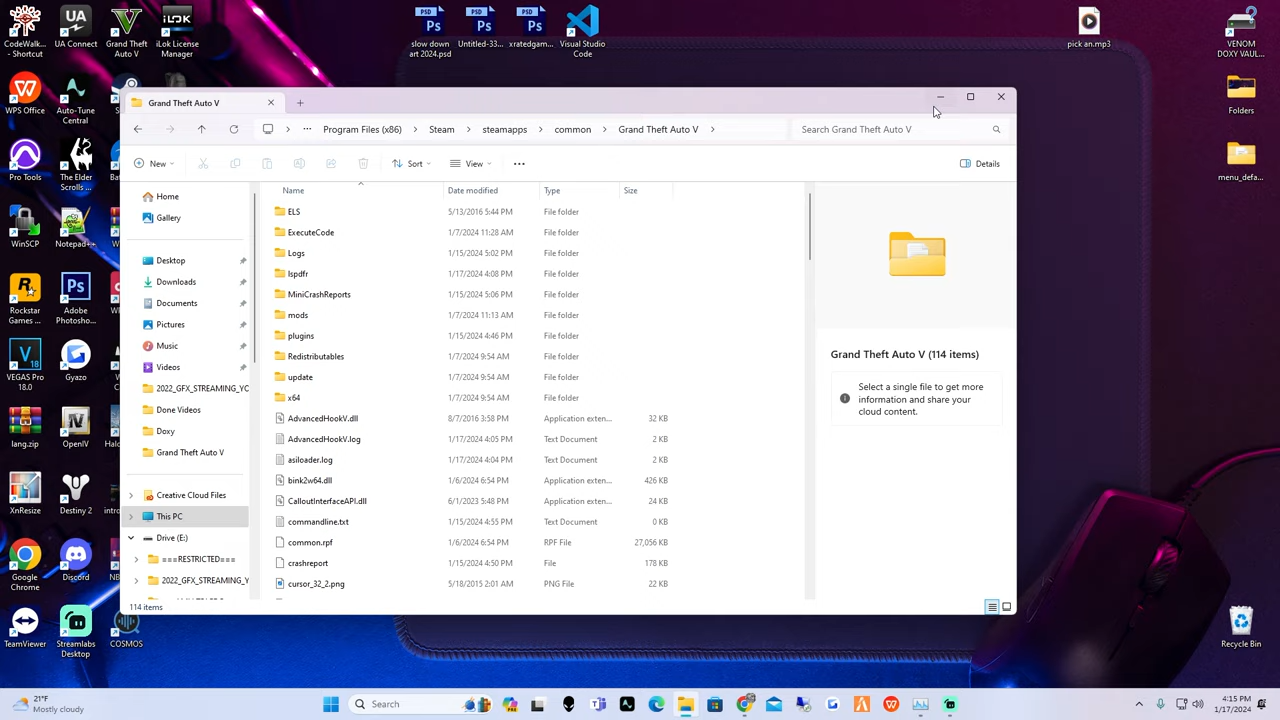 CodeWalk...
- Shortcut
UA Connect
Grand Theft
Auto V
iLok License
Manager
slow down
art 2024.psd
Untitled-33...
xratedgam...
Visual Studio
Code
pick an.mp3
VENOM
DOXY VAUL...
WPS Office
Auto-Tune
Central
Folders
Pro Tools
The Elder
Scrolls ...
menu_defa...
WinSCP
Notepad++
Rockstar
Games ...
Adobe
Photosho...
VEGAS Pro
18.0
Gyazo
lang.zip
OpenIV
XnResize
Destiny 2
Google
Chrome
Discord
TeamViewer
Streamlabs
Desktop
COSMOS
Recycle Bin
Grand Theft Auto V
Program Files (x86) > Steam > steamapps > common > Grand Theft Auto V >
Search Grand Theft Auto V
New
Sort
View
Details
Home
Gallery
Desktop
Downloads
Documents
Pictures
Music
Videos
2022_GFX_STREAMING_YO
Done Videos
Doxy
Grand Theft Auto V
Creative Cloud Files
This PC
Drive (E:)
===RESTRICTED===
2022_GFX_STREAMING_Y
Name Date modified Type Size
ELS 5/13/2016 5:44 PM File folder
ExecuteCode 1/7/2024 11:28 AM File folder
Logs 1/15/2024 5:02 PM File folder
lspdfr 1/17/2024 4:08 PM File folder
MiniCrashReports 1/15/2024 5:06 PM File folder
mods 1/7/2024 11:13 AM File folder
plugins 1/15/2024 4:46 PM File folder
Redistributables 1/7/2024 9:54 AM File folder
update 1/7/2024 9:54 AM File folder
x64 1/7/2024 9:54 AM File folder
AdvancedHookV.dll 8/7/2016 3:58 PM Application exten... 32 KB
AdvancedHookV.log 1/17/2024 4:05 PM Text Document 2 KB
asiloader.log 1/17/2024 4:04 PM Text Document 2 KB
bink2w64.dll 1/6/2024 6:54 PM Application exten... 426 KB
CalloutInterfaceAPI.dll 6/1/2023 5:48 PM Application exten... 24 KB
commandline.txt 1/15/2024 4:55 PM Text Document 0 KB
common.rpf 1/6/2024 6:54 PM RPF File 27,056 KB
crashreport 1/15/2024 4:50 PM File 178 KB
cursor_32_2.png 5/18/2015 2:01 AM PNG File 22 KB
Grand Theft Auto V (114 items)
Select a single file to get more
information and share your
cloud content.
114 items
21°F
Mostly cloudy
Search
4:15 PM
1/17/2024